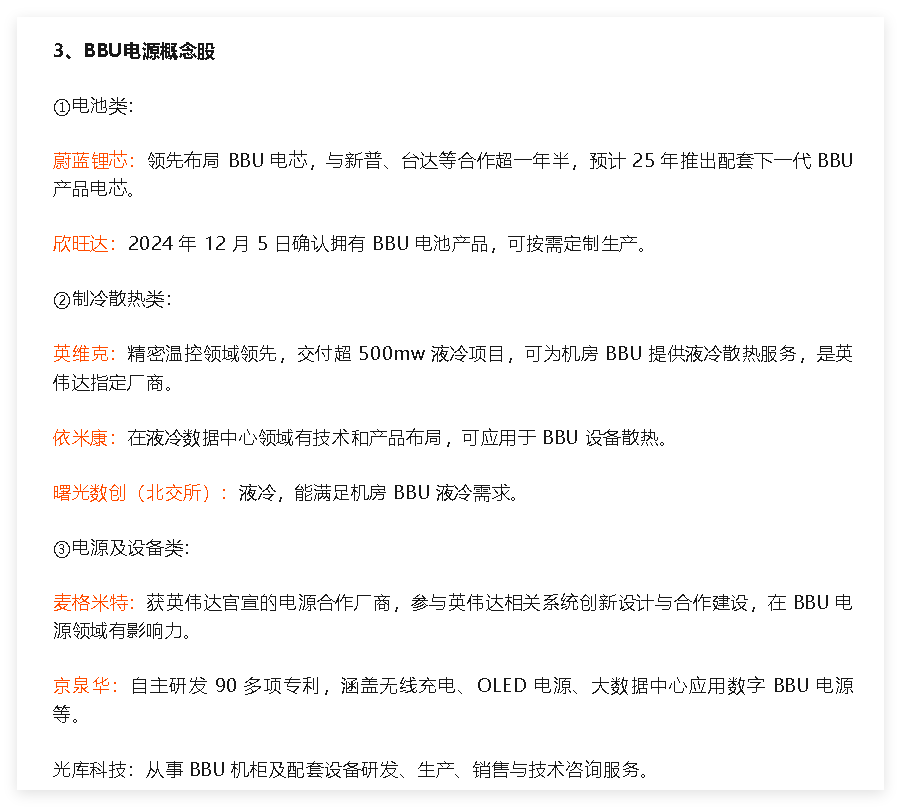 3、BBU电源概念股
①电池类：
蔚蓝锂芯：领先布局 BBU 电芯，与新普、台达等合作超一年半，预计 25 年推出配套下一代 BBU
产品电芯。
欣旺达：2024 年 12 月 5 日确认拥有 BBU 电池产品，可按需定制生产。
②制冷散热类：
英维克：精密温控领域领先，交付超 500mw 液冷项目，可为机房 BBU 提供液冷散热服务，是英
伟达指定厂商。
依米康：在液冷数据中心领域有技术和产品布局，可应用于 BBU 设备散热。
曙光数创（北交所）：液冷，能满足机房 BBU 液冷需求。
③电源及设备类：
麦格米特：获英伟达官宣的电源合作厂商，参与英伟达相关系统创新设计与合作建设，在 BBU 电
源领域有影响力。
京泉华：自主研发 90 多项专利，涵盖无线充电、OLED 电源、大数据中心应用数字 BBU 电源
等。
光库科技：从事 BBU 机柜及配套设备研发、生产、销售与技术咨询服务。